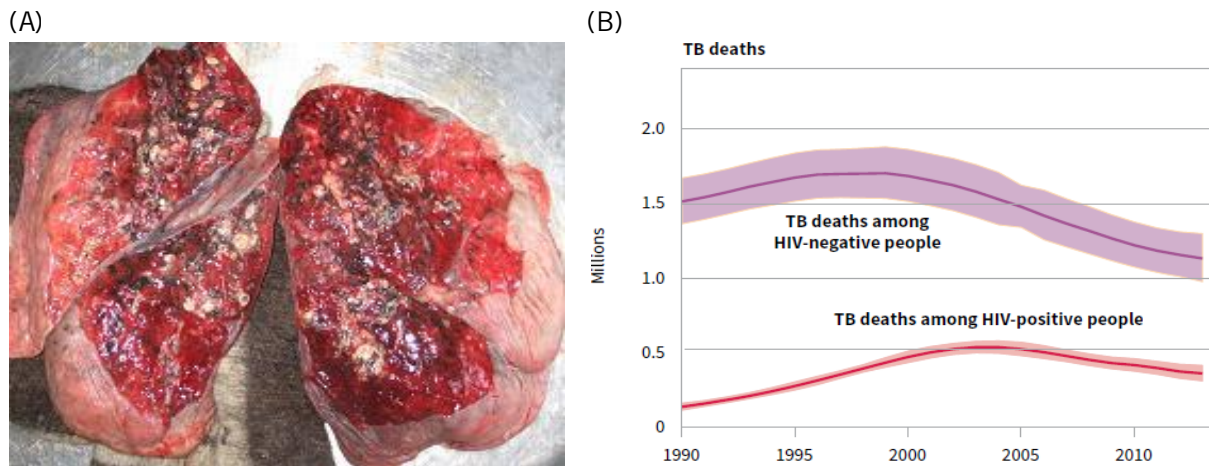 (A)
(B)
TB deaths
Millions
2.0
1.5
1.0
0.5
0
TB deaths among
HIV-negative people
TB deaths among HIV-positive people
1990
1995
2000
2005
2010